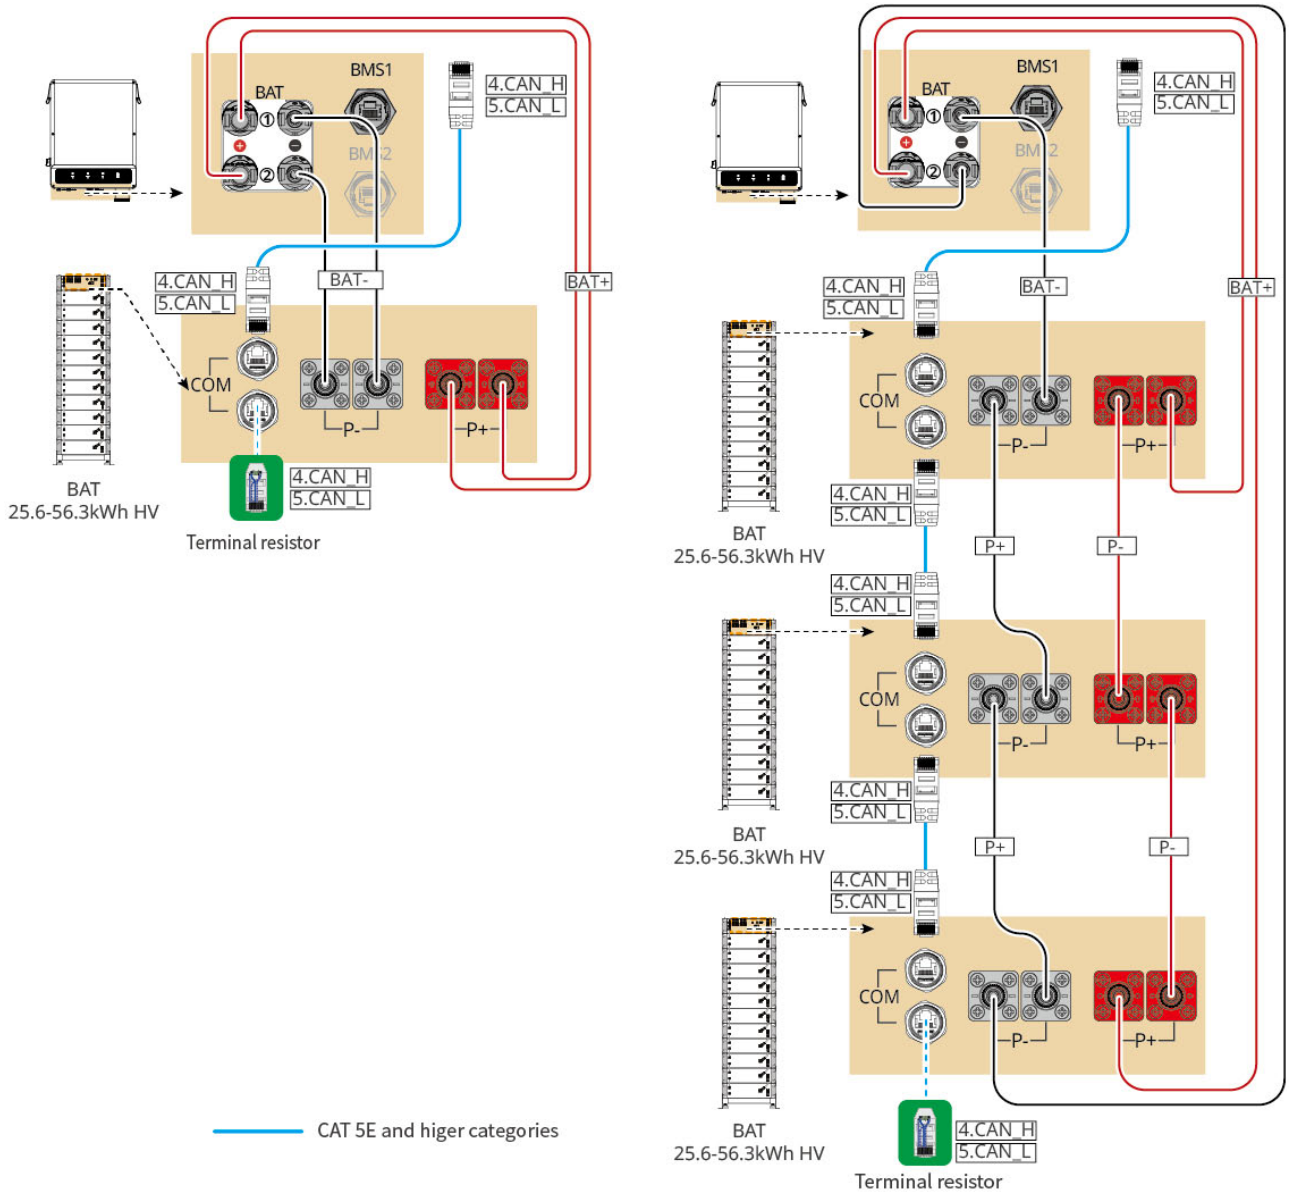 BMS1
BAT
①
②
BMS2
4.CAN_H
5.CAN_L
4.CAN_H
5.CAN_L
BAT-
BAT+
COM
P-
P+
4.CAN_H
5.CAN_L
Terminal resistor
BAT
25.6-56.3kWh HV
CAT 5E and higer categories
BMS1
BAT
①
②
BMS2
4.CAN_H
5.CAN_L
4.CAN_H
5.CAN_L
BAT-
BAT+
COM
P-
P+
4.CAN_H
5.CAN_L
BAT
25.6-56.3kWh HV
P+
P-
4.CAN_H
5.CAN_L
COM
P-
P+
4.CAN_H
5.CAN_L
BAT
25.6-56.3kWh HV
P+
P-
4.CAN_H
5.CAN_L
COM
P-
P+
BAT
25.6-56.3kWh HV
4.CAN_H
5.CAN_L
Terminal resistor